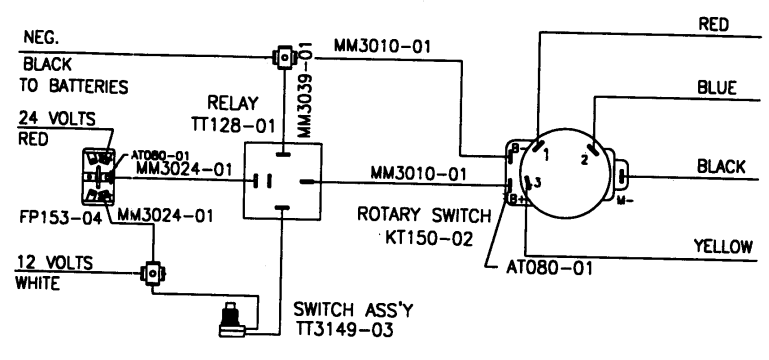 NEG.
BLACK
TO BATTERIES
MM3010-01
RED
MM3039-01
RELAY
TT128-01
BLUE
24 VOLTS
RED
AT080-01
MM3024-01
MM3010-01
B-
1
2
BLACK
3
B+
M-
FP153-04
MM3024-01
ROTARY SWITCH
KT150-02
YELLOW
12 VOLTS
WHITE
AT080-01
SWITCH ASS'Y
TT3149-03